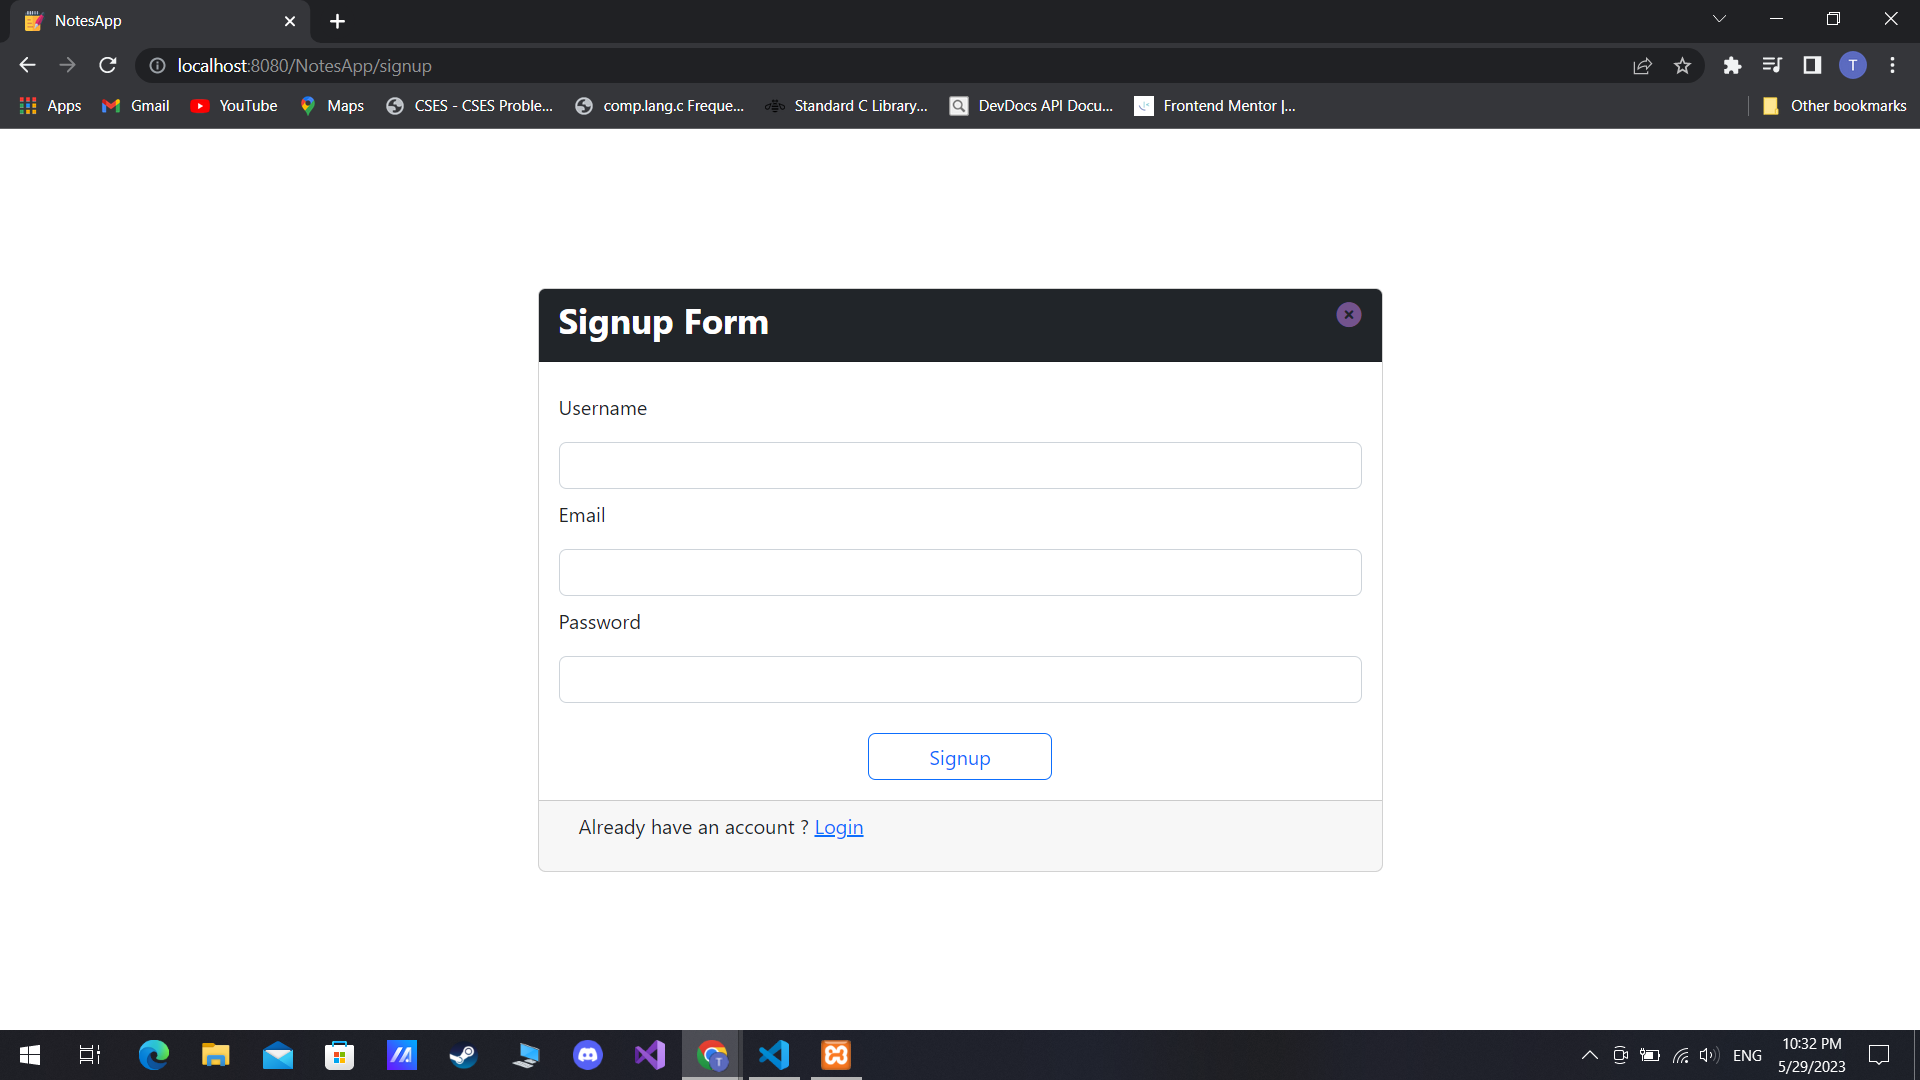 NotesApp
localhost:8080/NotesApp/signup
T
Apps Gmail YouTube Maps CSES - CSES Proble... comp.lang.c Freque... Standard C Library... DevDocs API Docu... Frontend Mentor |... Other bookmarks
Signup Form
Username
Email
Password
Signup
Already have an account ? Login
T
ENG
10:32 PM
5/29/2023